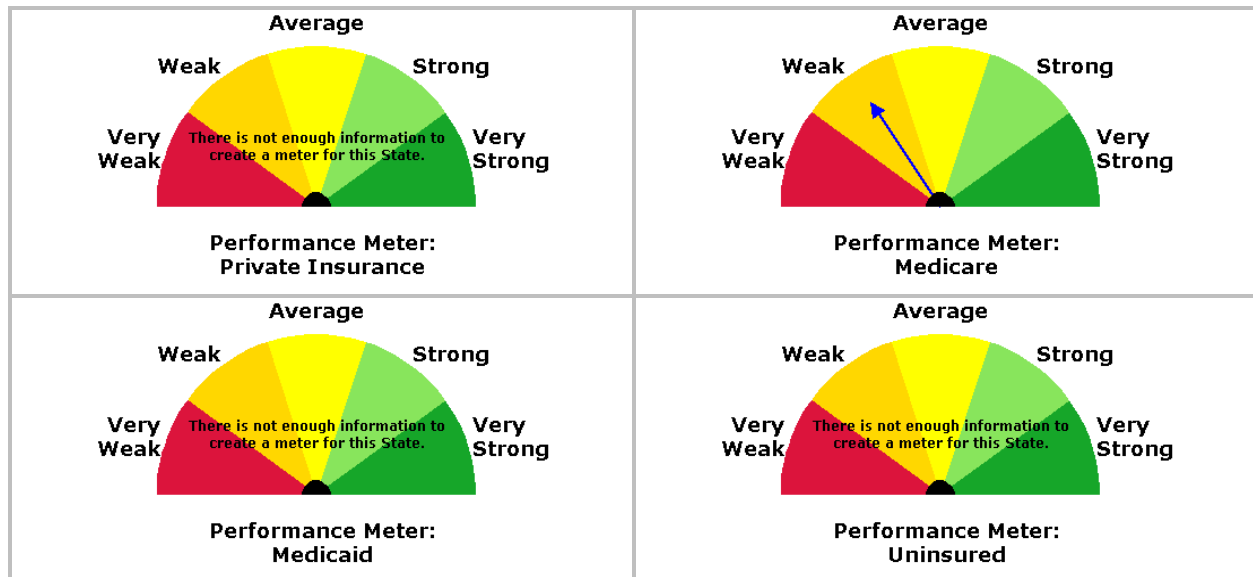 Average
Weak
Strong
Very
Weak
There is not enough information to
create a meter for this State.
Very
Strong
Performance Meter:
Private Insurance
Average
Weak
Strong
Very
Weak
Very
Strong
Performance Meter:
Medicare
Average
Weak
Strong
Very
Weak
There is not enough information to
create a meter for this State.
Very
Strong
Performance Meter:
Medicaid
Average
Weak
Strong
Very
Weak
There is not enough information to
create a meter for this State.
Very
Strong
Performance Meter:
Uninsured